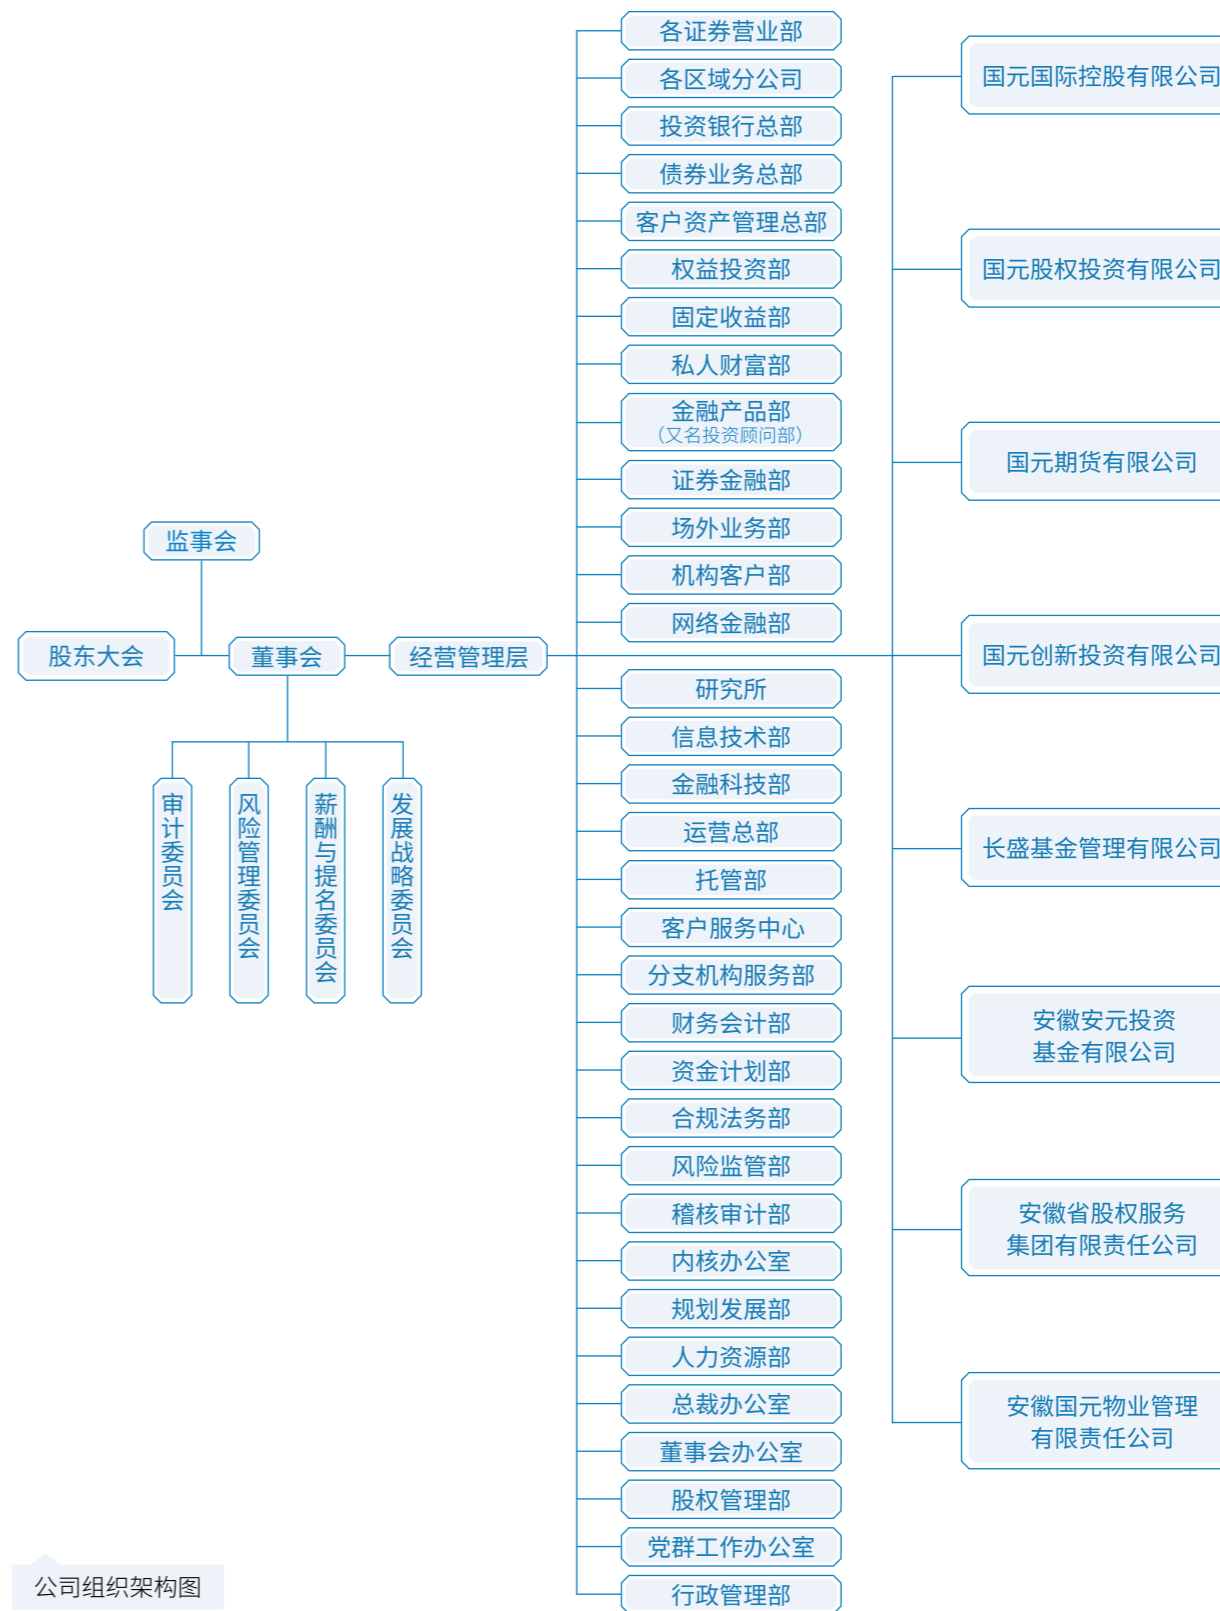 监事会
股东大会
董事会
经营管理层
审计委员会
风险管理委员会
薪酬与提名委员会
发展战略委员会
各证券营业部
各区域分公司
投资银行总部
债券业务总部
客户资产管理总部
权益投资部
固定收益部
私人财富部
金融产品部
（又名投资顾问部）
证券金融部
场外业务部
机构客户部
网络金融部
研究所
信息技术部
金融科技部
运营总部
托管部
客户服务中心
分支机构服务部
财务会计部
资金计划部
合规法务部
风险监管部
稽核审计部
内核办公室
规划发展部
人力资源部
总裁办公室
董事会办公室
股权管理部
党群工作办公室
行政管理部
国元国际控股有限公司
国元股权投资有限公司
国元期货有限公司
国元创新投资有限公司
长盛基金管理有限公司
安徽安元投资
基金有限公司
安徽省股权服务
集团有限责任公司
安徽国元物业管理
有限责任公司
公司组织架构图